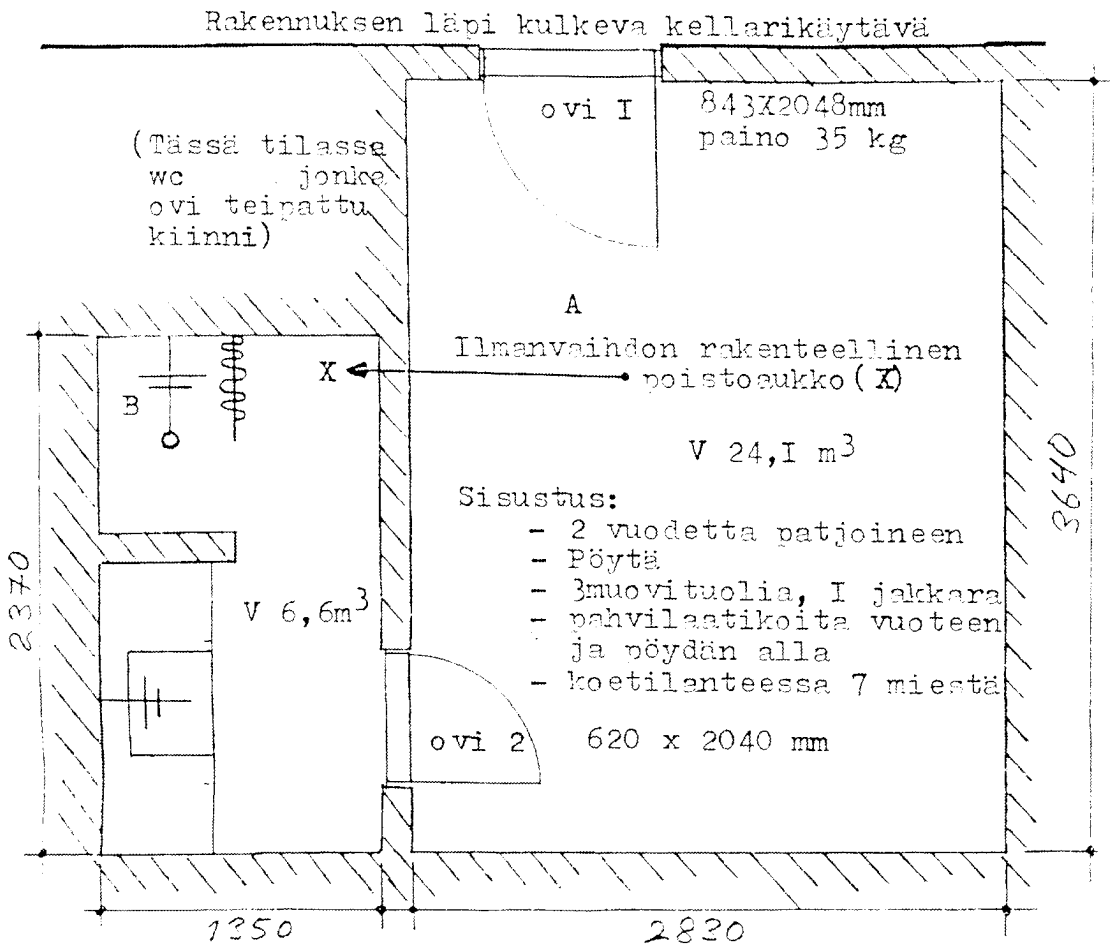 Rakennuksen läpi kulkeva kellarikäytävä
ovi I
843X2048mm
paino 35 kg
(Tässä tilassa
wc jonka
ovi teipattu
kiinni)
A
Ilmanvaihdon rakenteellinen
poistoaukko (X)
X
B
V 24,I m³
Sisustus:
- 2 vuodetta patjoineen
- Pöytä
- 3muovituolia, I jakkara
- pahvilaatikoita vuoteen
ja pöydän alla
- koetilanteessa 7 miestä
V 6,6m³
ovi 2
620 x 2040 mm
2370
3640
1350
2830